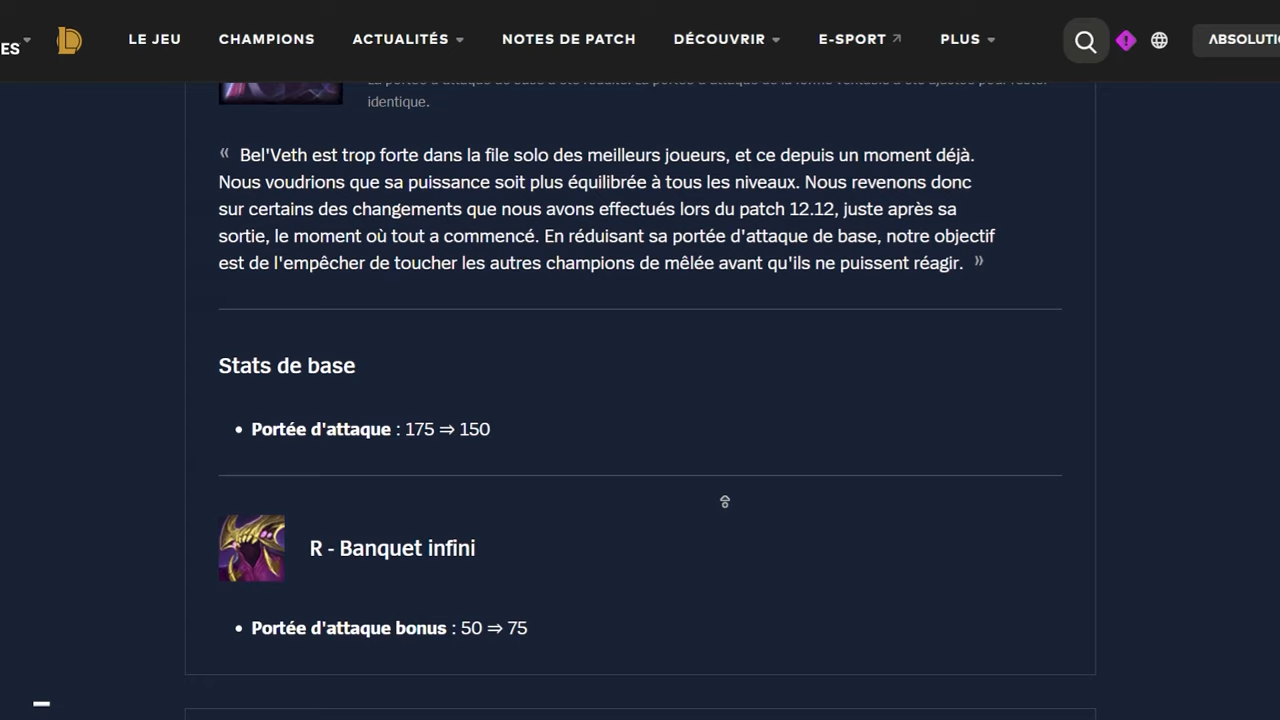 ES
LE JEU
CHAMPIONS
ACTUALITÉS
NOTES DE PATCH
DÉCOUVRIR
E-SPORT
PLUS
identique.
« Bel'Veth est trop forte dans la file solo des meilleurs joueurs, et ce depuis un moment déjà.
Nous voudrions que sa puissance soit plus équilibrée à tous les niveaux. Nous revenons donc
sur certains des changements que nous avons effectués lors du patch 12.12, juste après sa
sortie, le moment où tout a commencé. En réduisant sa portée d'attaque de base, notre objectif
est de l'empêcher de toucher les autres champions de mêlée avant qu'ils ne puissent réagir. »
Stats de base
• Portée d'attaque : 175 ⇒ 150
R - Banquet infini
• Portée d'attaque bonus : 50 ⇒ 75